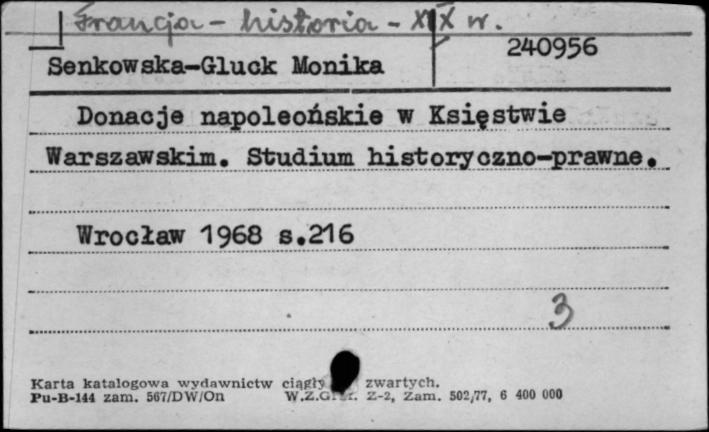 Francja - historia - XIX w.
240956
Senkowska-Gluck Monika
Donacje napoleońskie w Księstwie
Warszawskim. Studium historyczno-prawne.
Wrocław 1968 s.216
3
Karta katalogowa wydawnictw ciągły zwartych.
Pu-B-144 zam. 567/DW/On W.Z.Graf. Z-2, Zam. 502/77, 6 400 000